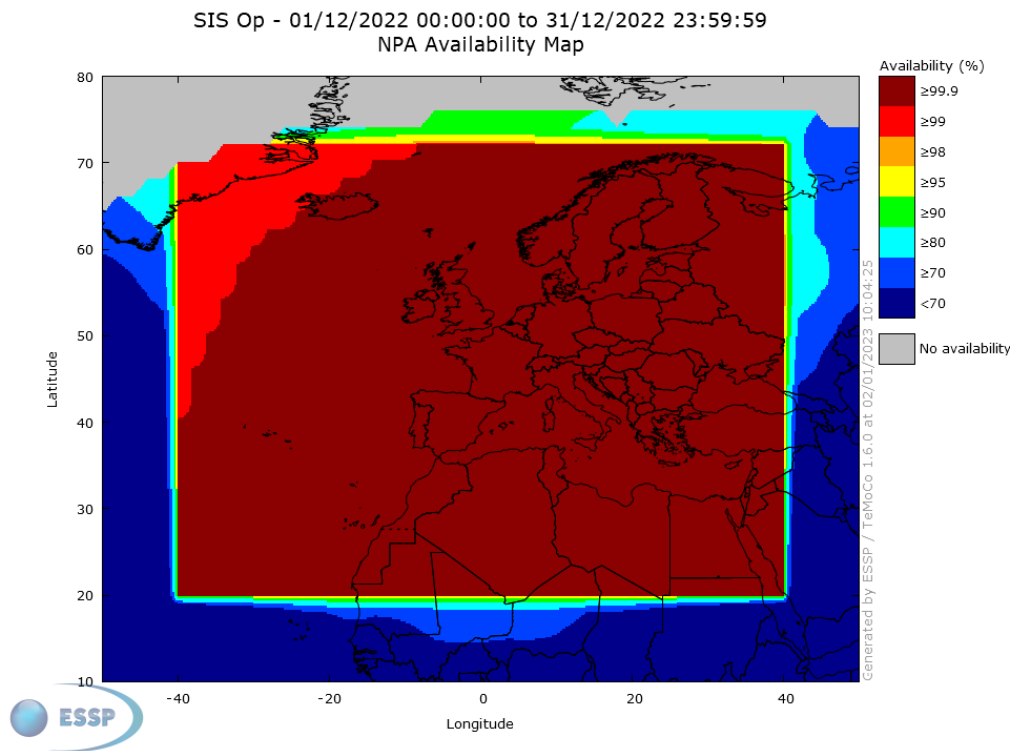 SIS Op - 01/12/2022 00:00:00 to 31/12/2022 23:59:59
NPA Availability Map
Availability (%)
≥99.9
≥99
≥98
≥95
≥90
≥80
≥70
<70
No availability
Latitude
80
70
60
50
40
30
20
10
-40
-20
0
20
40
Longitude
Generated by ESSP / TeMoCo 1.6.0 at 02/01/2023 10:04:25
ESSP